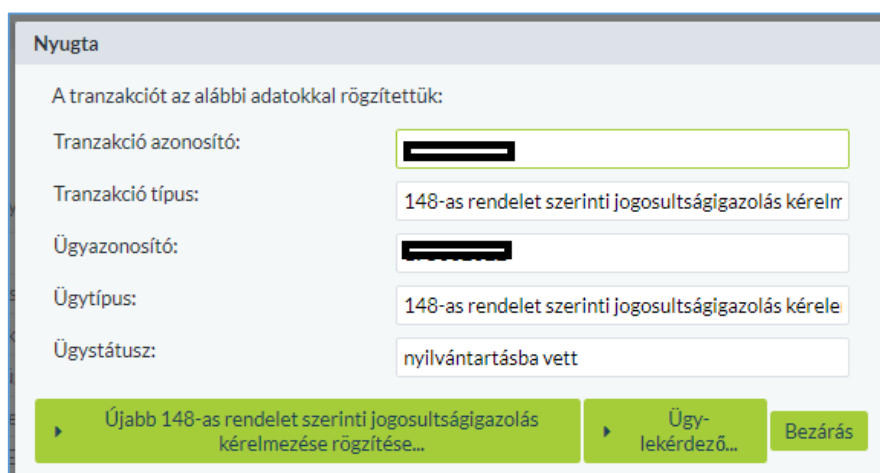 Nyugta
A tranzakciót az alábbi adatokkal rögzítettük:
Tranzakció azonosító:
Tranzakció típus:
148-as rendelet szerinti jogosultságigazolás kérelm
Ügyazonosító:
Ügytípus:
148-as rendelet szerinti jogosultságigazolás kérele
Ügystátusz:
nyilvántartásba vett
Újabb 148-as rendelet szerinti jogosultságigazolás
kérelmezése rögzítése...
Ügy-
lekérdező...
Bezárás